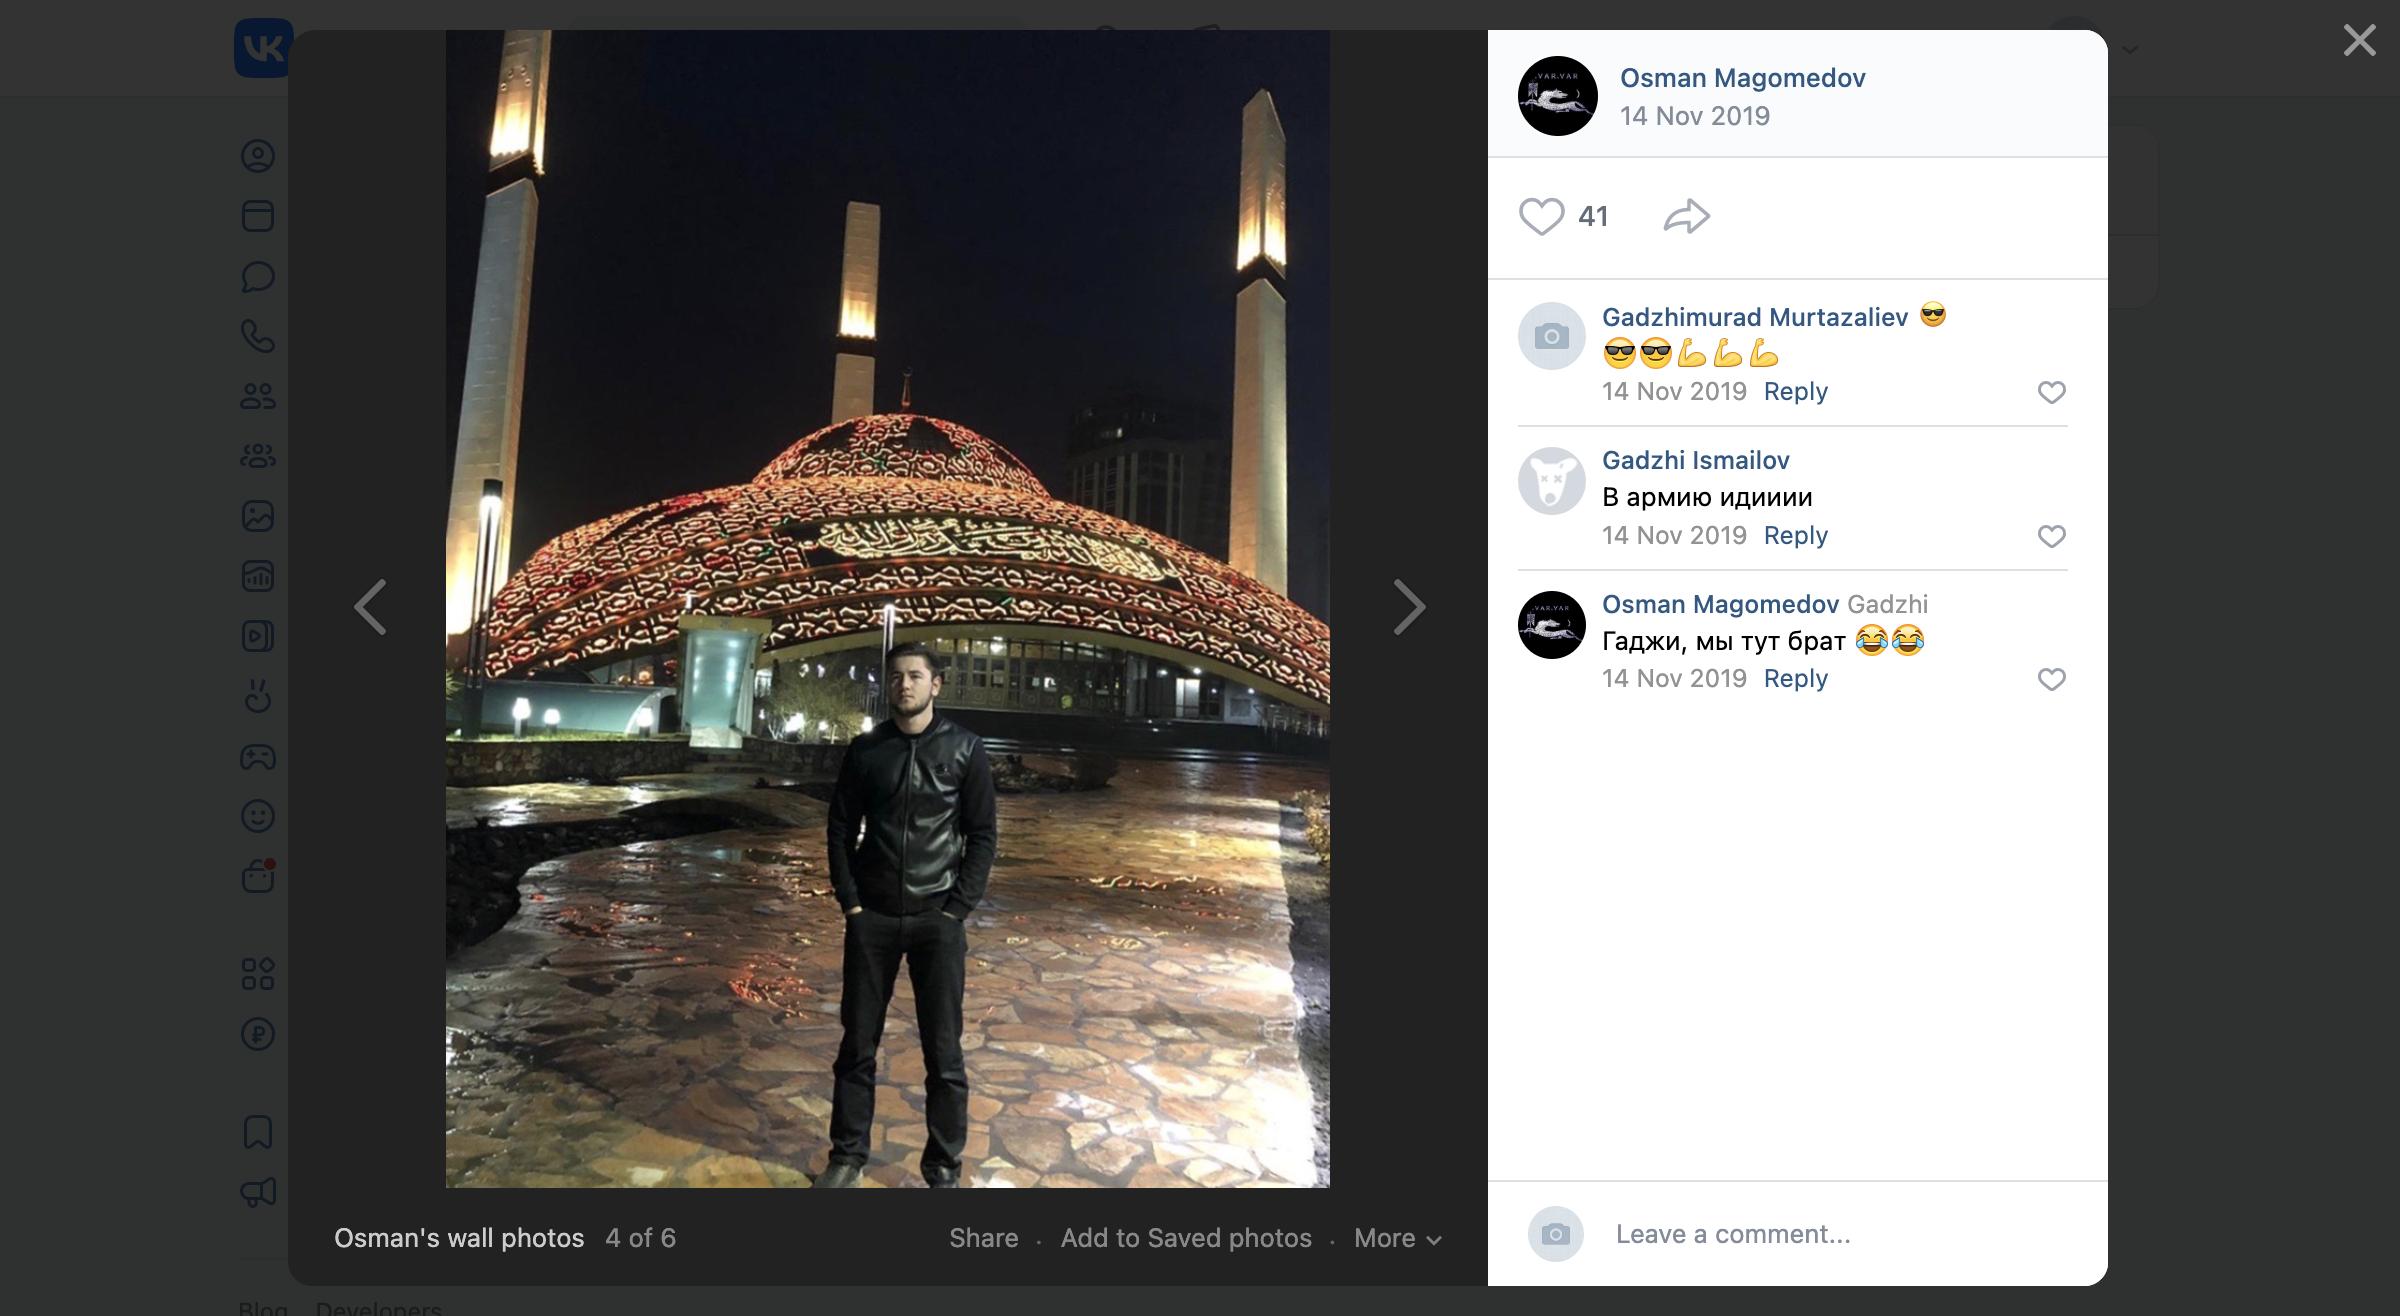 VK
Osman Magomedov
14 Nov 2019
41
Gadzhimurad Murtazaliev 😎
😎😎💪💪💪
14 Nov 2019 Reply
Gadzhi Ismailov
В армию идииии
14 Nov 2019 Reply
Osman Magomedov Gadzhi
Гаджи, мы тут брат 😂😂
14 Nov 2019 Reply
Leave a comment...
Osman's wall photos 4 of 6
Share · Add to Saved photos · More
Blog Developers